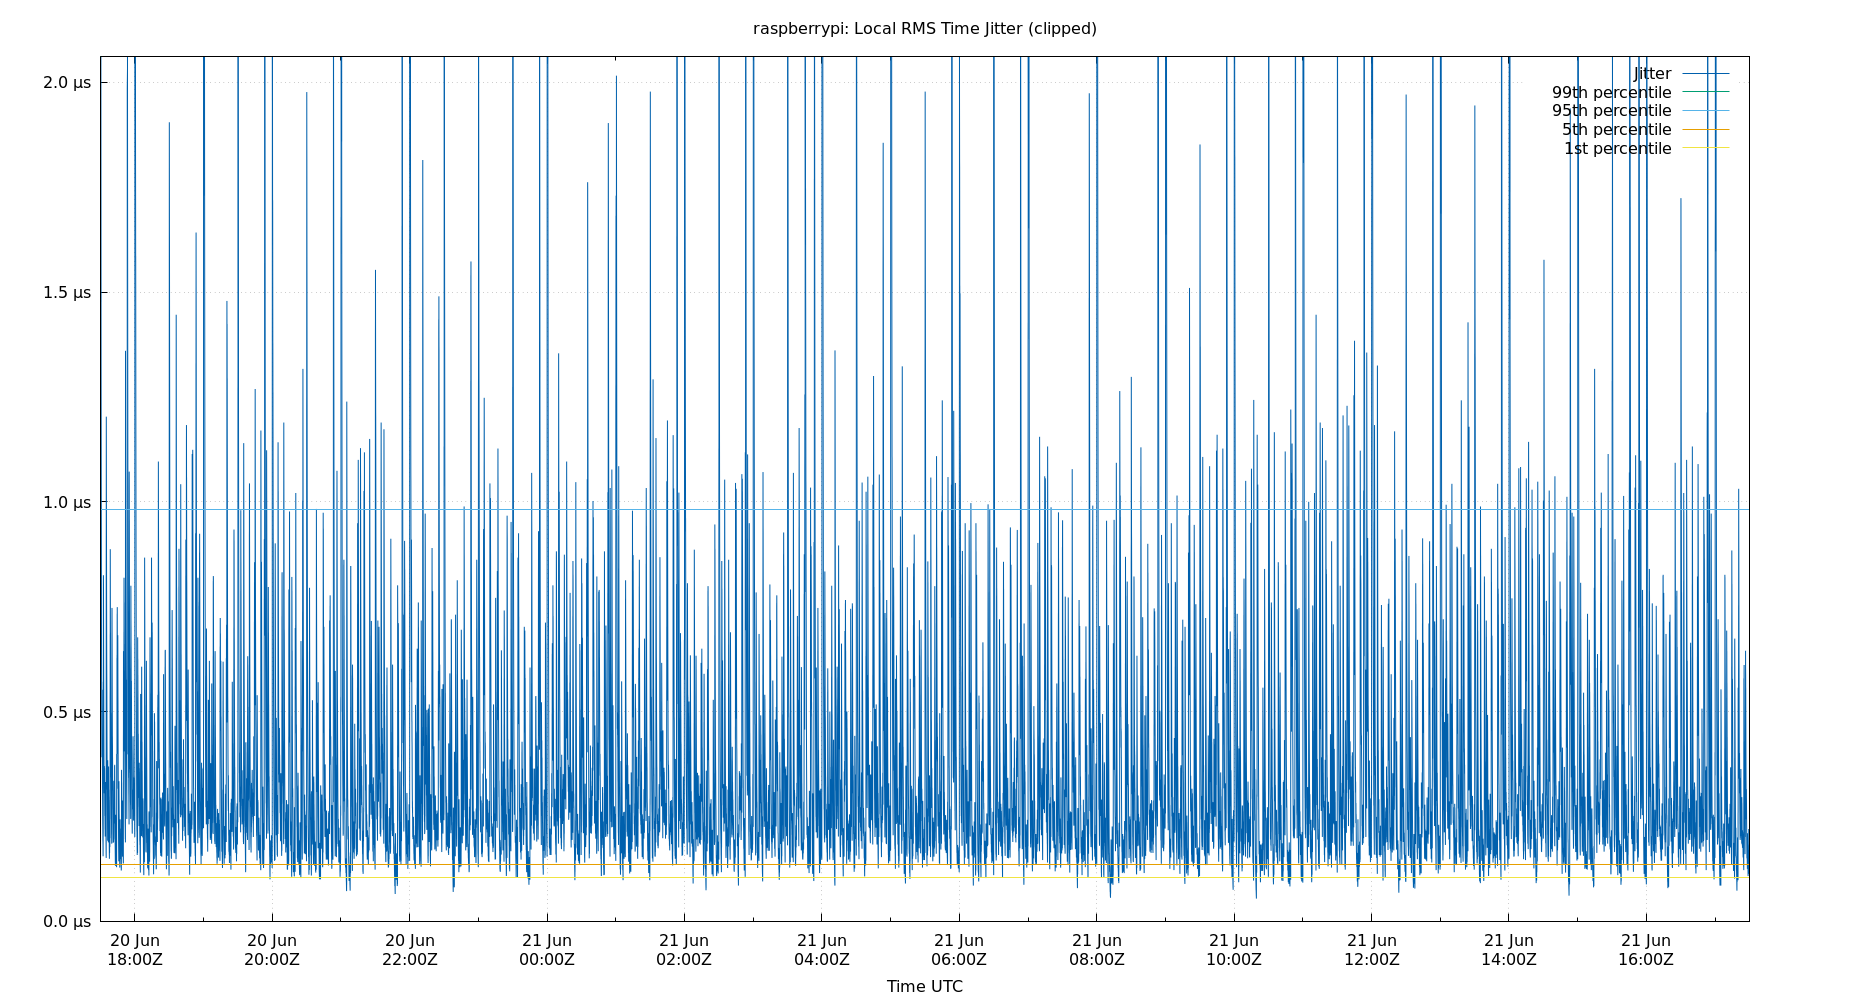 raspberrypi: Local RMS Time Jitter (clipped)
2.0 µs
1.5 µs
1.0 µs
0.5 µs
0.0 µs
Jitter
99th percentile
95th percentile
5th percentile
1st percentile
20 Jun 20 Jun 20 Jun 21 Jun 21 Jun 21 Jun 21 Jun 21 Jun 21 Jun 21 Jun 21 Jun 21 Jun
18:00Z 20:00Z 22:00Z 00:00Z 02:00Z 04:00Z 06:00Z 08:00Z 10:00Z 12:00Z 14:00Z 16:00Z
Time UTC